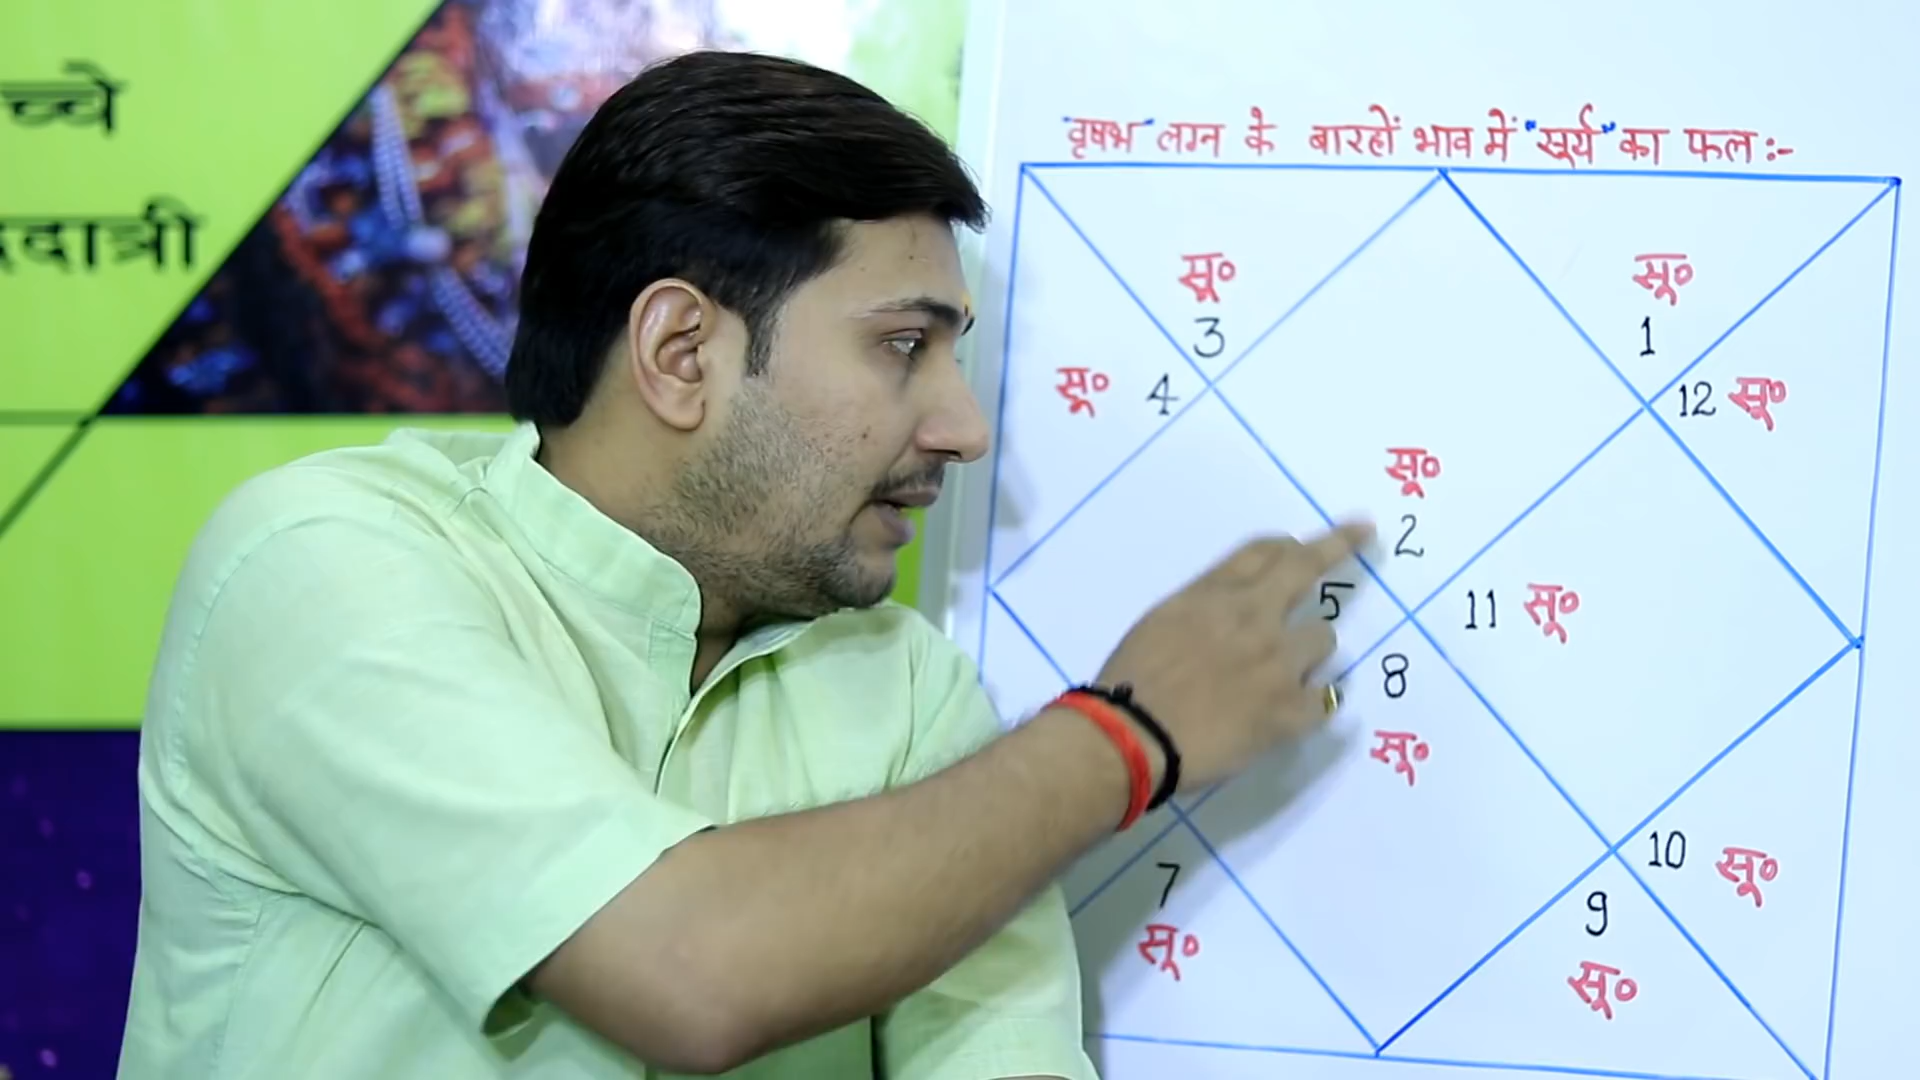 च्चे
दात्री
"वृषभ" लग्न के बारहों भाव में "सूर्य" का फल :-
सू०
3
सू०
1
सू० 4
12 सू०
सू०
2
5
11 सू०
8
सू०
7
सू०
10 सू०
9
सू०